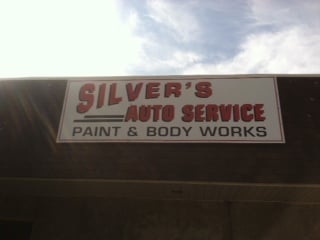 SILVER'S
AUTO SERVICE
PAINT & BODY WORKS